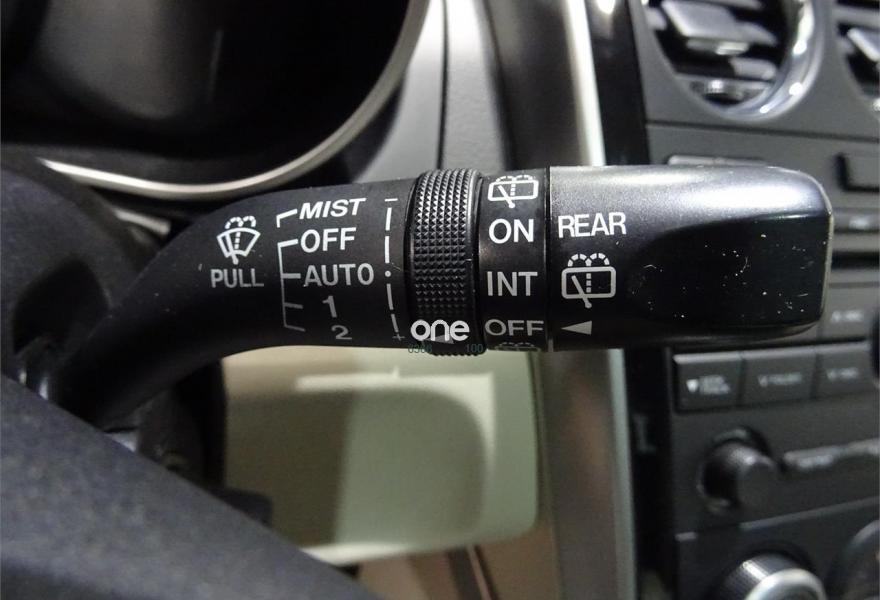 MIST
OFF
PULL
AUTO
1
2
ON
INT
OFF
REAR
one